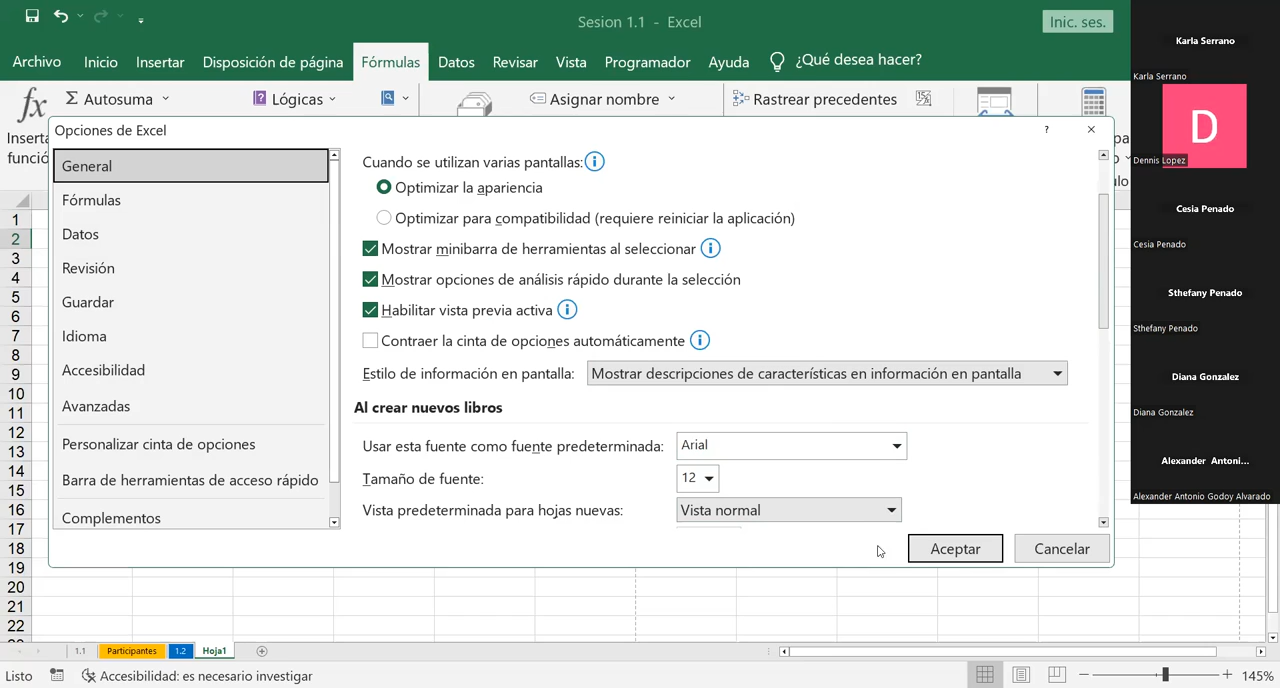 Sesion 1.1 - Excel
Inic. ses.
Archivo Inicio Insertar Disposición de página Fórmulas Datos Revisar Vista Programador Ayuda ¿Qué desea hacer?
fx Σ Autosuma Lógicas Asignar nombre Rastrear precedentes
Opciones de Excel ? ×
General
Fórmulas
Datos
Revisión
Guardar
Idioma
Accesibilidad
Avanzadas
Personalizar cinta de opciones
Barra de herramientas de acceso rápido
Complementos
Cuando se utilizan varias pantallas:
Optimizar la apariencia
Optimizar para compatibilidad (requiere reiniciar la aplicación)
Mostrar minibarra de herramientas al seleccionar
Mostrar opciones de análisis rápido durante la selección
Habilitar vista previa activa
Contraer la cinta de opciones automáticamente
Estilo de información en pantalla: Mostrar descripciones de características en información en pantalla
Al crear nuevos libros
Usar esta fuente como fuente predeterminada: Arial
Tamaño de fuente: 12
Vista predeterminada para hojas nuevas: Vista normal
Aceptar Cancelar
1
2
3
4
5
6
7
8
9
10
11
12
13
14
15
16
17
18
19
20
21
22
1.1 Participantes 1.2 Hoja1
Listo Accesibilidad: es necesario investigar 145%
Karla Serrano
Karla Serrano
D
Dennis Lopez
Cesia Penado
Cesia Penado
Sthefany Penado
Sthefany Penado
Diana Gonzalez
Diana Gonzalez
Alexander Antoni...
Alexander Antonio Godoy Alvarado